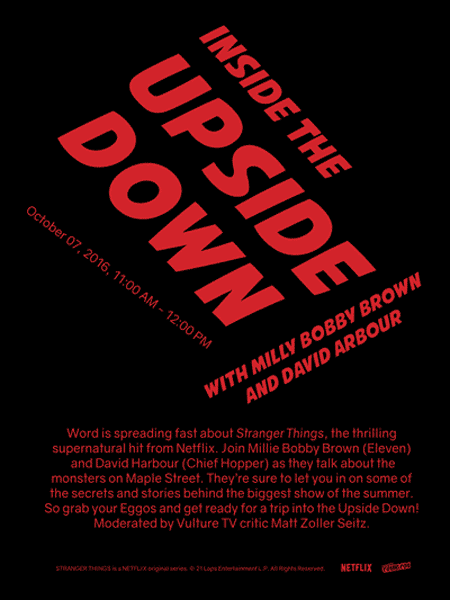 INSIDE THE
UPSIDE
DOWN
October 07, 2016, 11:00 AM - 12:00 PM
WITH MILLY BOBBY BROWN
AND DAVID ARBOUR
Word is spreading fast about Stranger Things, the thrilling
supernatural hit from Netflix. Join Millie Bobby Brown (Eleven)
and David Harbour (Chief Hopper) as they talk about the
monsters on Maple Street. They're sure to let you in on some of
the secrets and stories behind the biggest show of the summer.
So grab your Eggos and get ready for a trip into the Upside Down!
Moderated by Vulture TV critic Matt Zoller Seitz.
STRANGER THINGS is a NETFLIX original series. © 21 Laps Entertainment L.P. All Rights Reserved.
NETFLIX